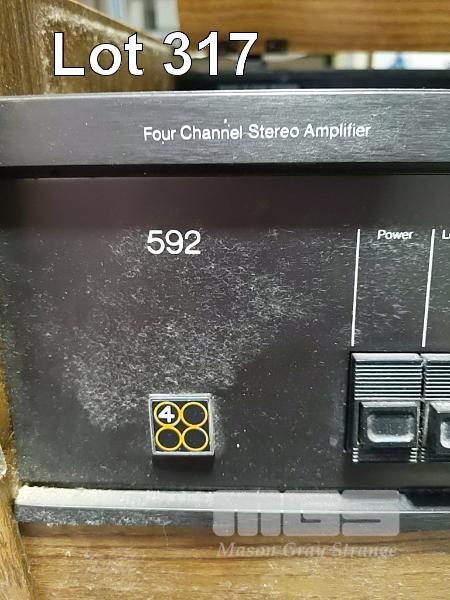 Lot 317
Four Channel Stereo Amplifier
592
Power
4
MGS
Mason Gray Strange